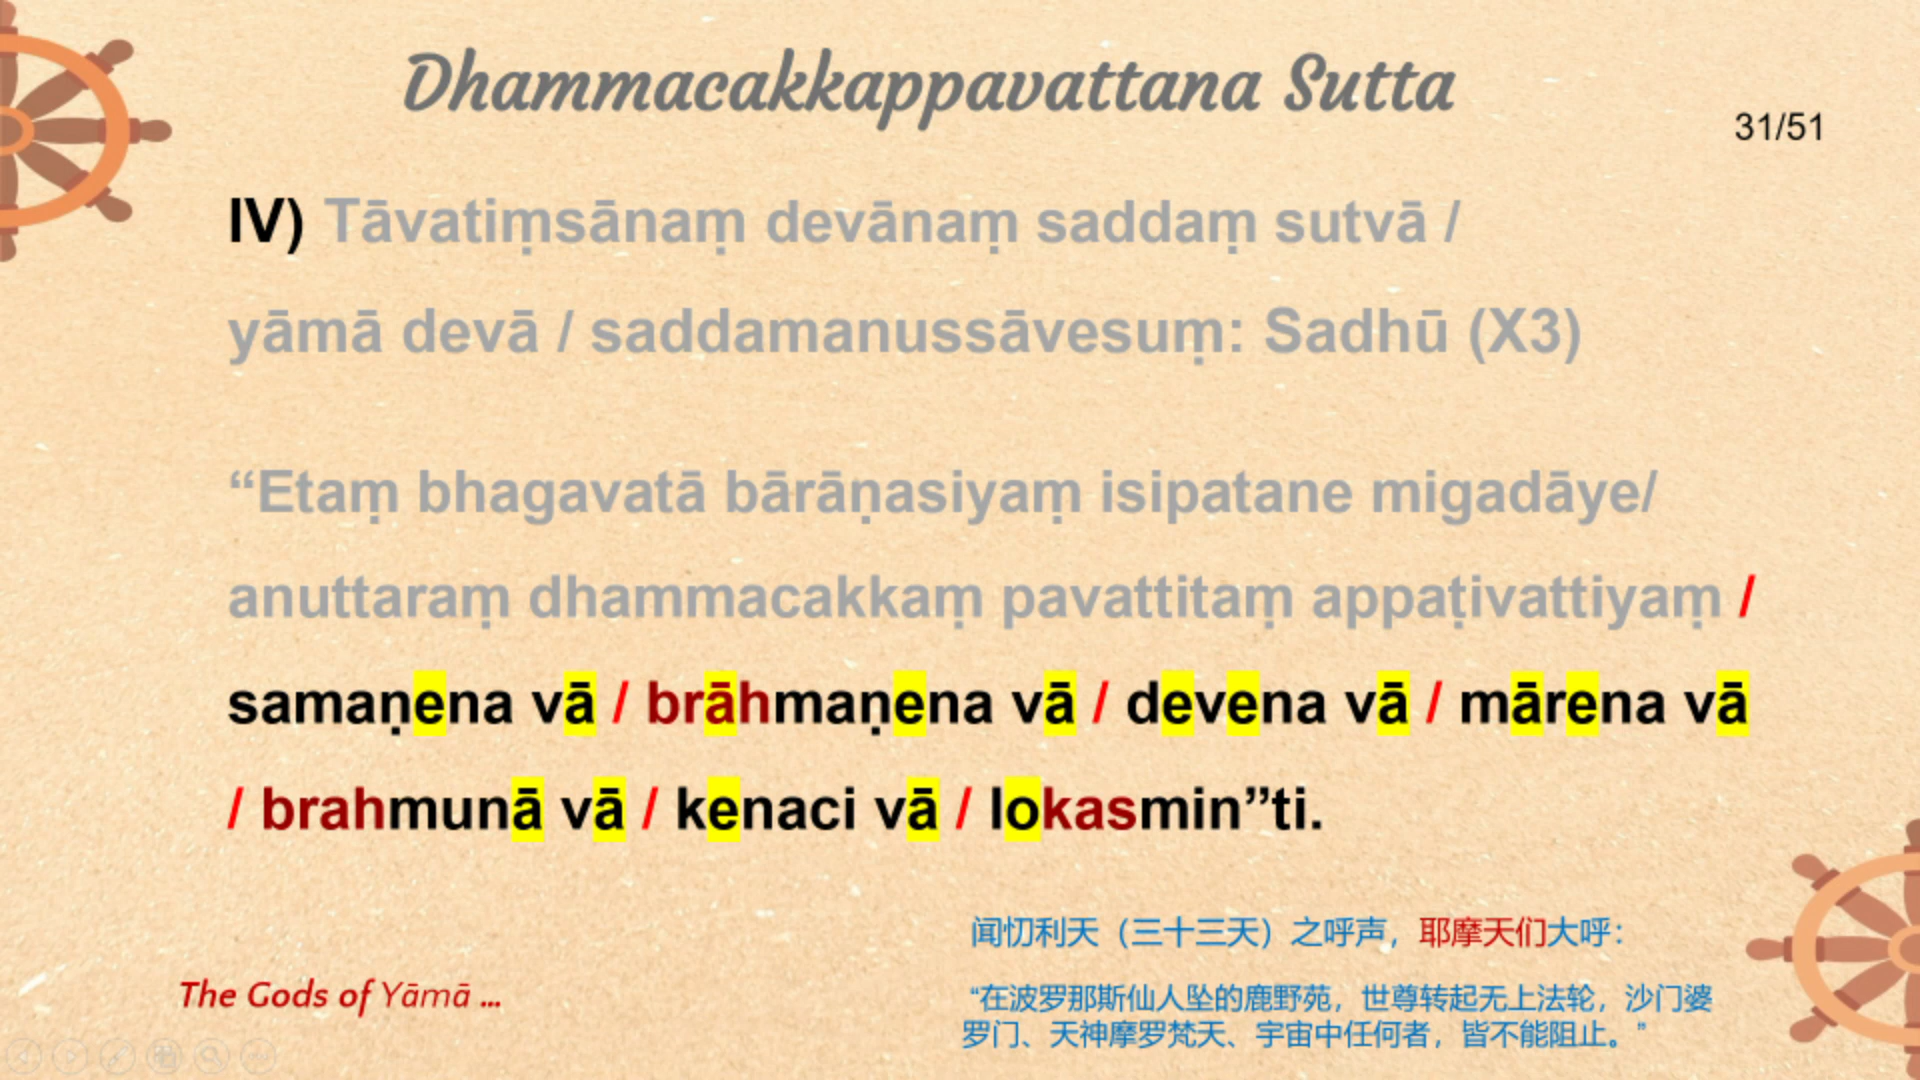 Dhammacakkappavattana Sutta
31/51
IV) Tāvatiṃsānaṃ devānaṃ saddaṃ sutvā /
yāmā devā / saddamanussāvesuṃ: Sadhū (X3)
“Etaṃ bhagavatā bārāṇasiyaṃ isipatane migadāye/
anuttaraṃ dhammacakkaṃ pavattitaṃ appaṭivattiyaṃ /
samaṇena vā / brāhmaṇena vā / devena vā / mārena vā
/ brahmunā vā / kenaci vā / lokasmin”ti.
闻忉利天（三十三天）之呼声，耶摩天们大呼：
The Gods of Yāmā ...
“在波罗那斯仙人坠的鹿野苑，世尊转起无上法轮，沙门婆
罗门、天神摩罗梵天、宇宙中任何者，皆不能阻止。”